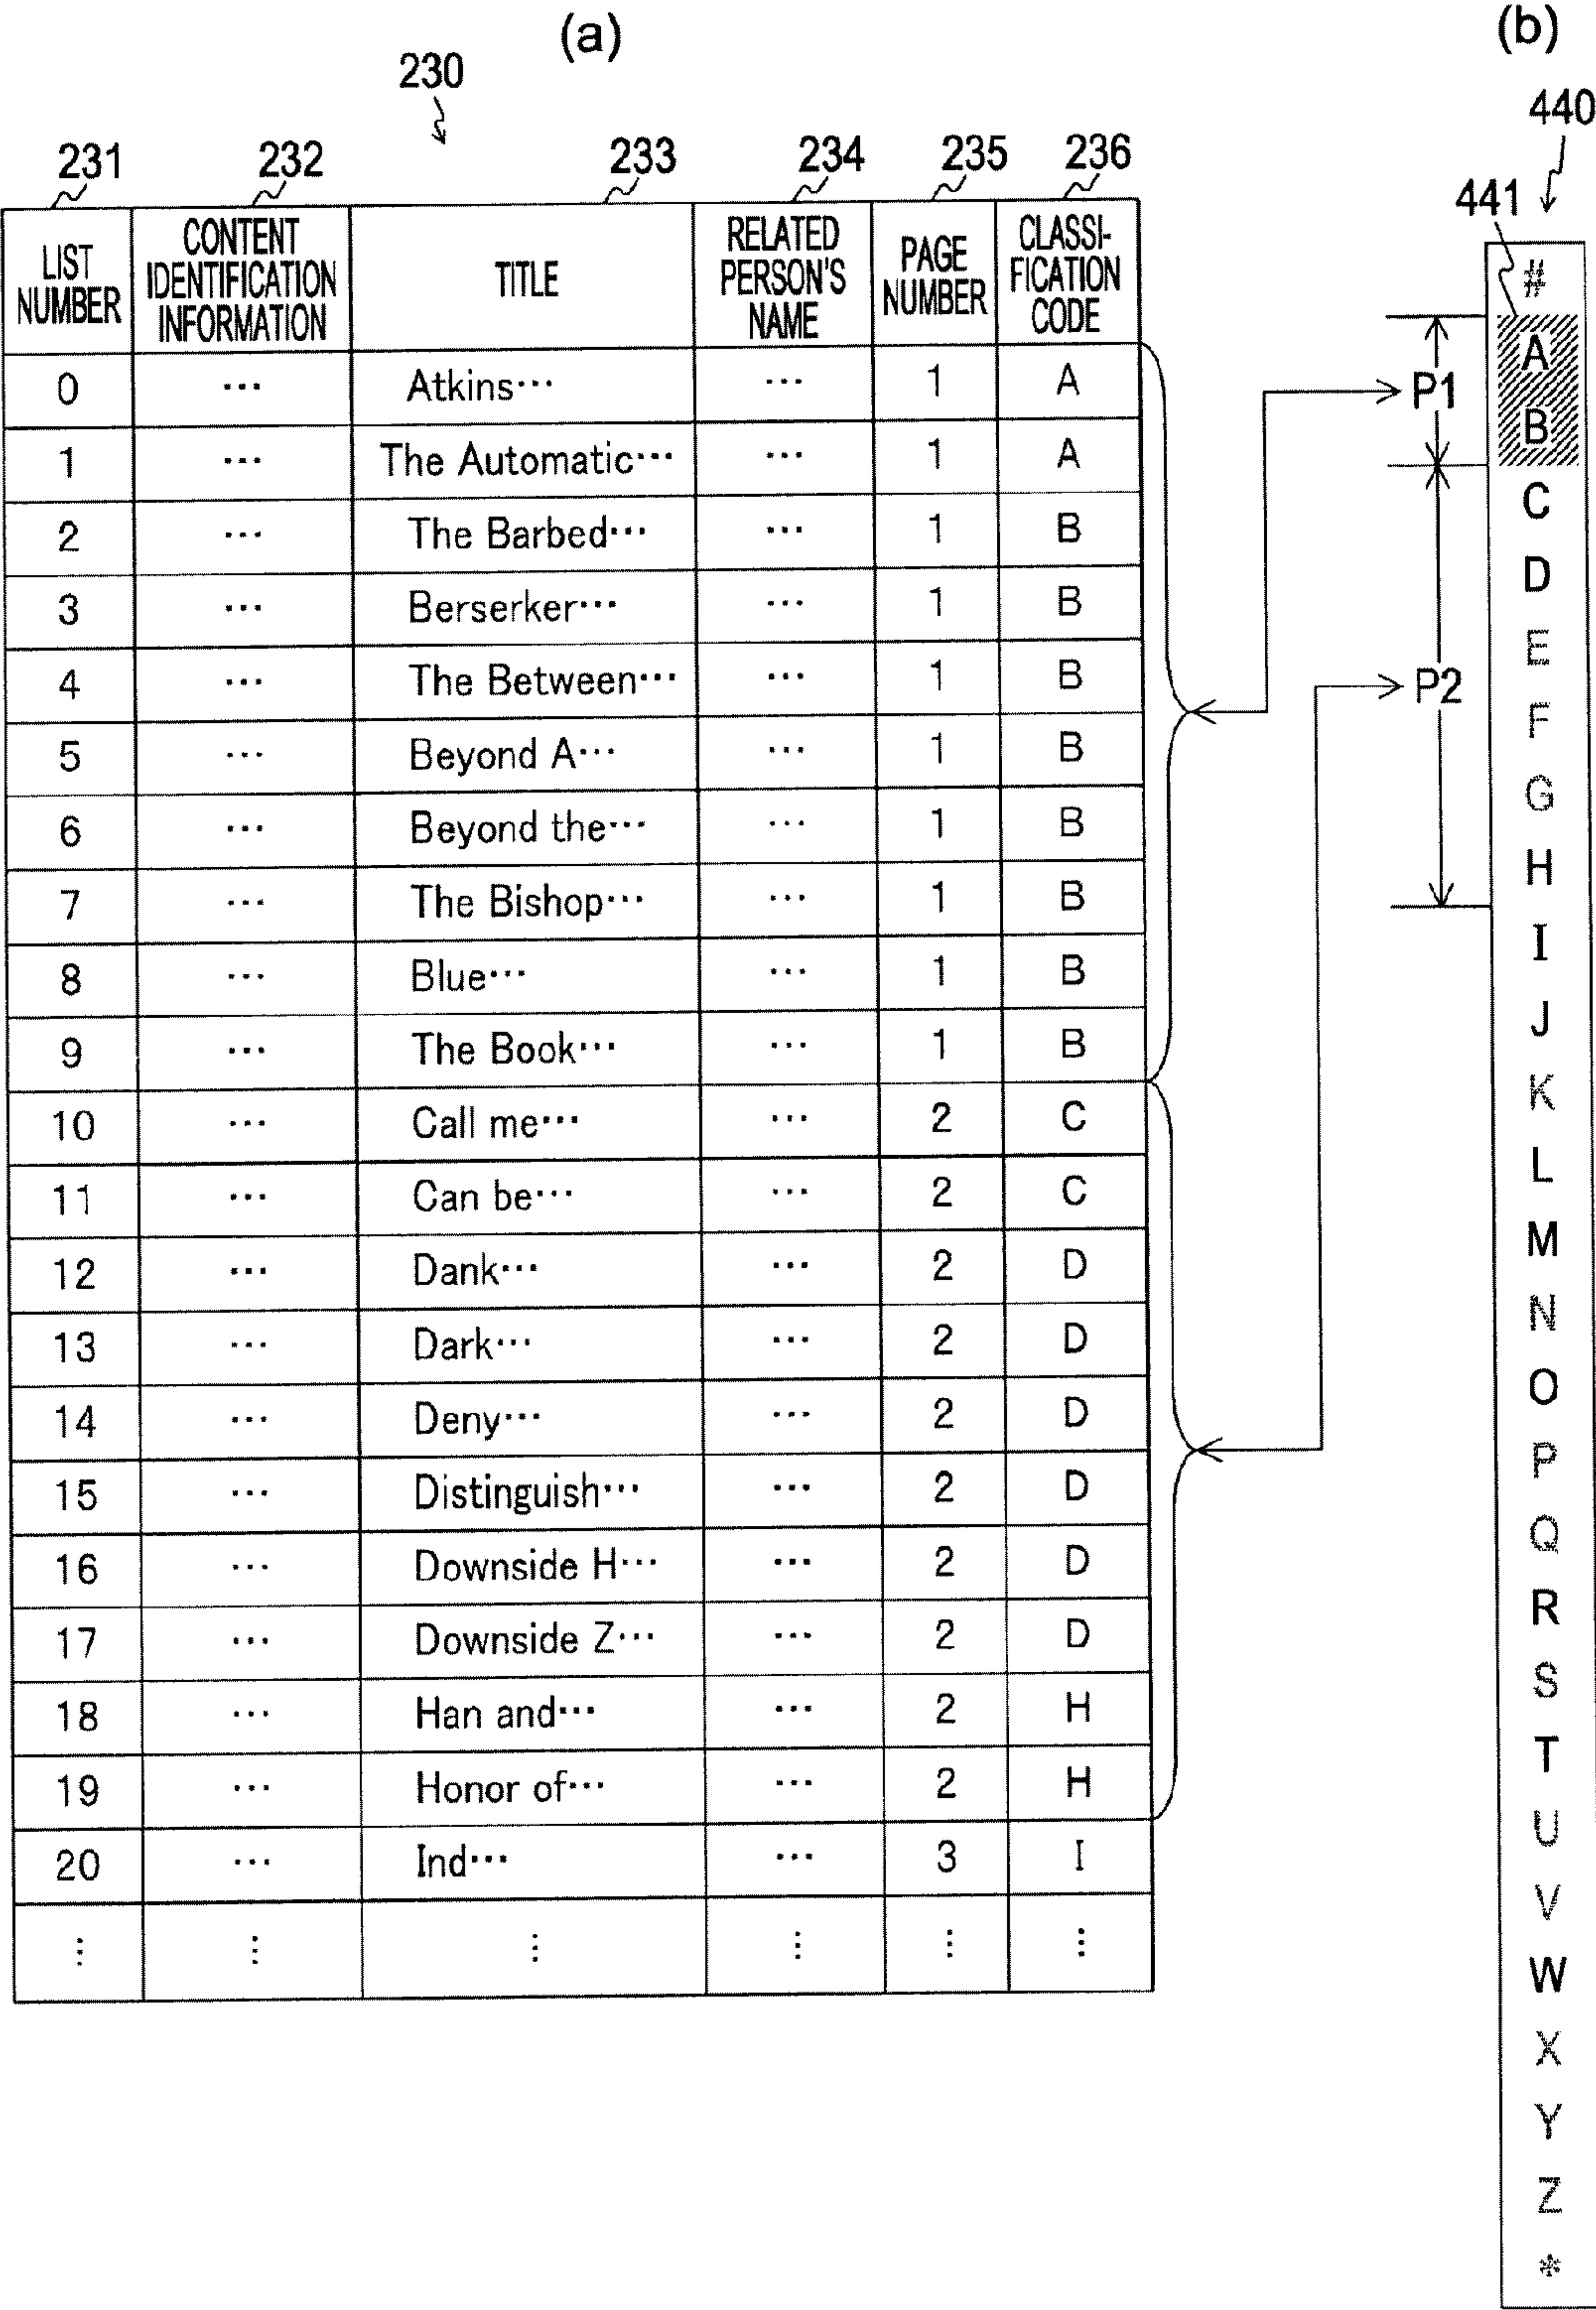 (a)
(b)
230
440
231 232 233 234 235 236
441
LIST NUMBER
CONTENT IDENTIFICATION INFORMATION
TITLE
RELATED PERSON'S NAME
PAGE NUMBER
CLASSI-FICATION CODE
0 ··· Atkins··· ··· 1 A
1 ··· The Automatic··· ··· 1 A
2 ··· The Barbed··· ··· 1 B
3 ··· Berserker··· ··· 1 B
4 ··· The Between··· ··· 1 B
5 ··· Beyond A··· ··· 1 B
6 ··· Beyond the··· ··· 1 B
7 ··· The Bishop··· ··· 1 B
8 ··· Blue··· ··· 1 B
9 ··· The Book··· ··· 1 B
10 ··· Call me··· ··· 2 C
11 ··· Can be··· ··· 2 C
12 ··· Dank··· ··· 2 D
13 ··· Dark··· ··· 2 D
14 ··· Deny··· ··· 2 D
15 ··· Distinguish··· ··· 2 D
16 ··· Downside H··· ··· 2 D
17 ··· Downside Z··· ··· 2 D
18 ··· Han and··· ··· 2 H
19 ··· Honor of··· ··· 2 H
20 ··· Ind··· ··· 3 I
⋮ ⋮ ⋮ ⋮ ⋮ ⋮
P1
P2
#
A
B
C
D
E
F
G
H
I
J
K
L
M
N
O
P
Q
R
S
T
U
V
W
X
Y
Z
*